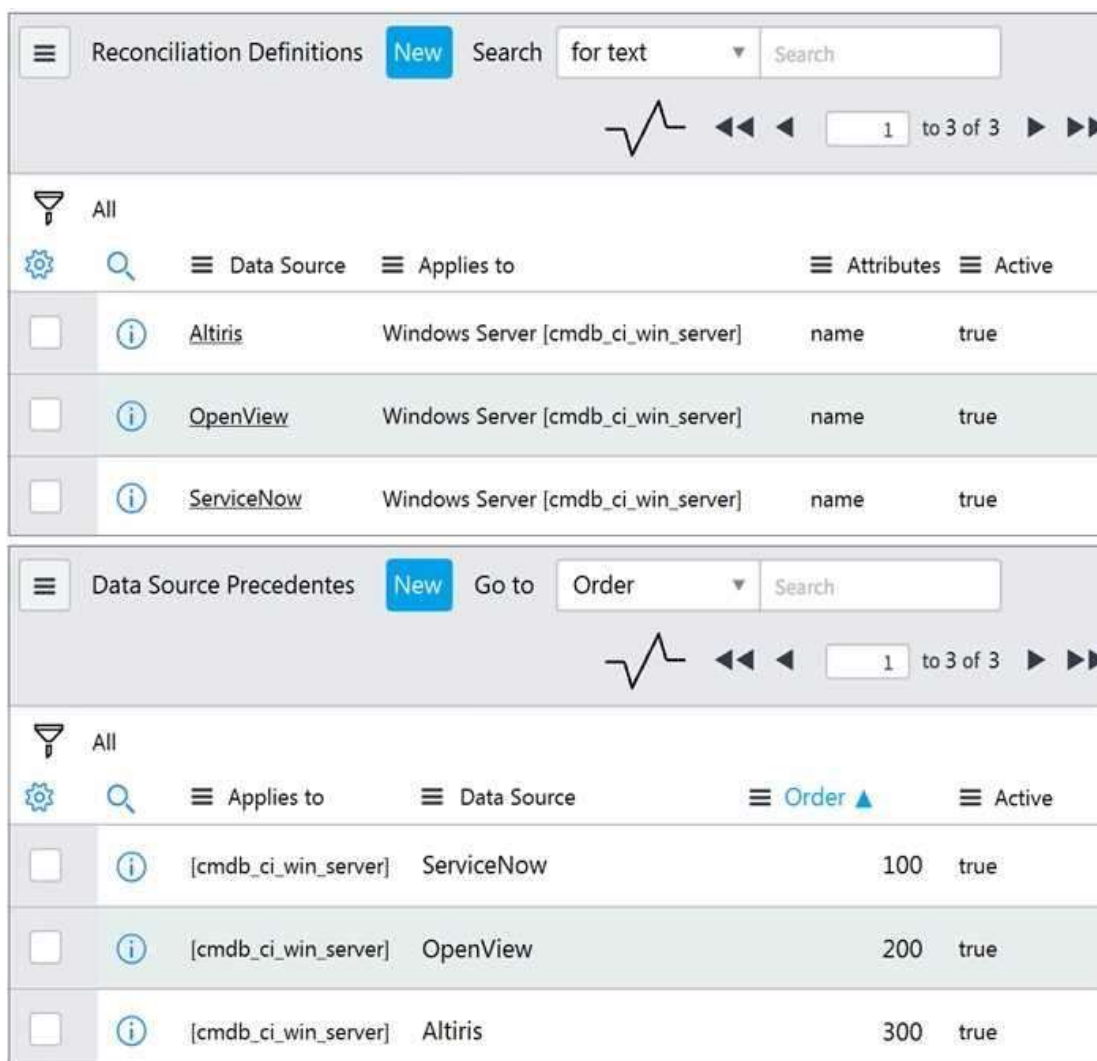 Reconciliation Definitions New Search for text Search
1 to 3 of 3
All
Data Source Applies to Attributes Active
Altiris Windows Server [cmdb_ci_win_server] name true
OpenView Windows Server [cmdb_ci_win_server] name true
ServiceNow Windows Server [cmdb_ci_win_server] name true
Data Source Precedentes New Go to Order Search
1 to 3 of 3
All
Applies to Data Source Order Active
[cmdb_ci_win_server] ServiceNow 100 true
[cmdb_ci_win_server] OpenView 200 true
[cmdb_ci_win_server] Altiris 300 true